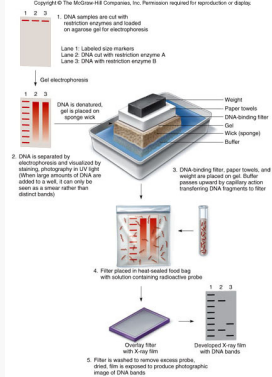 Copyright © The McGraw-Hill Companies, Inc. Permission required for reproduction or display.
1 2 3
1. DNA samples are cut with
restriction enzymes and loaded
on agarose gel for electrophoresis
Lane 1: Labeled size markers
Lane 2: DNA cut with restriction enzyme A
Lane 3: DNA with restriction enzyme B
Gel electrophoresis
1 2 3
DNA is denatured,
gel is placed on
sponge wick
Weight
Paper towels
DNA-binding filter
Gel
Wick (sponge)
Buffer
2. DNA is separated by
electrophoresis and visualized by
staining, photography in UV light
(When large amounts of DNA are
added to a well, it can only be
seen as a smear rather than
distinct bands)
3. DNA-binding filter, paper towels, and
weight are placed on gel. Buffer
passes upward by capillary action
transferring DNA fragments to filter
4. Filter placed in heat-sealed food bag
with solution containing radioactive probe
1 2 3
Overlay filter
with X-ray film
Developed X-ray film
with DNA bands
5. Filter is washed to remove excess probe,
dried, film is exposed to produce photographic
image of DNA bands